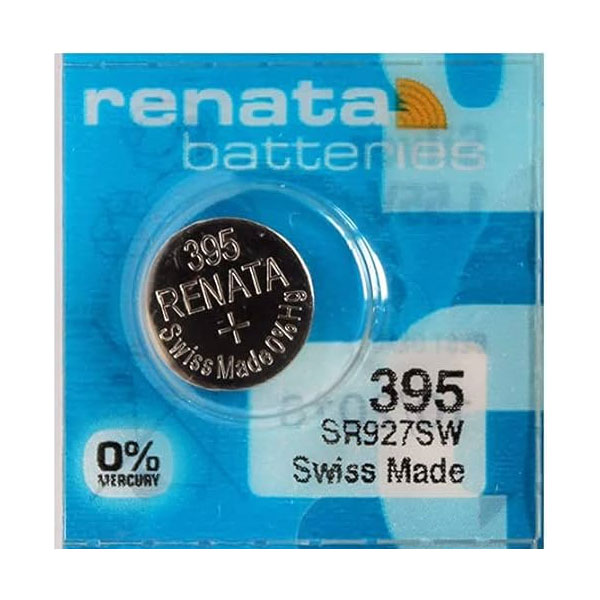 renata
batteries
395
RENATA
+
Swiss Made 0%Hg
395
SR927SW
Swiss Made
0%
MERCURY